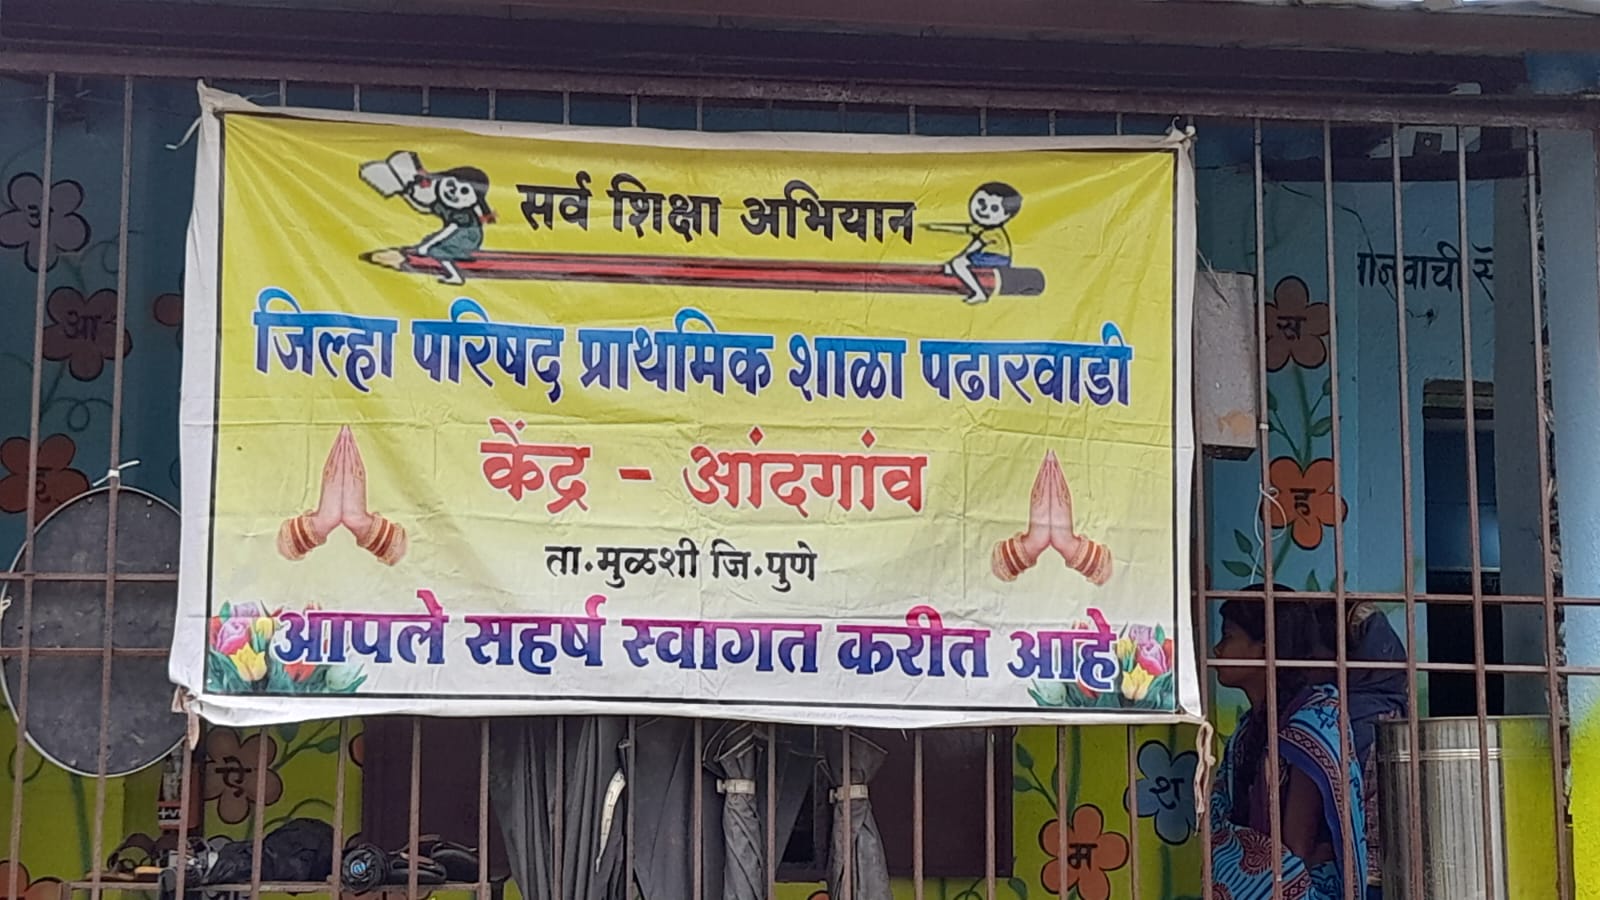 सर्व शिक्षा अभियान
जिल्हा परिषद प्राथमिक शाळा पढारवाडी
केंद्र - आंदगांव
ता.मुळशी जि.पुणे
आपले सहर्ष स्वागत करीत आहे
आ
स
ह
ऐ
श
म